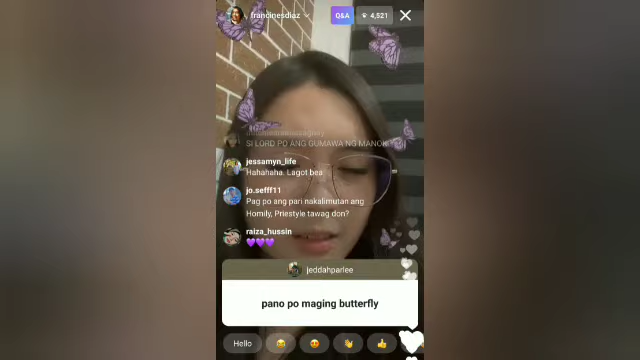 francinesdiaz
Q&A
4,521
SI LORD PO ANG GUMAWA NG MANOK
jessamyn_life
Hahahaha. Lagot bea
jo.sefff11
Pag po ang pari nakalimutan ang
Homily, Priestyle tawag don?
raiza_hussin
jeddahparlee
pano po maging butterfly
Hello